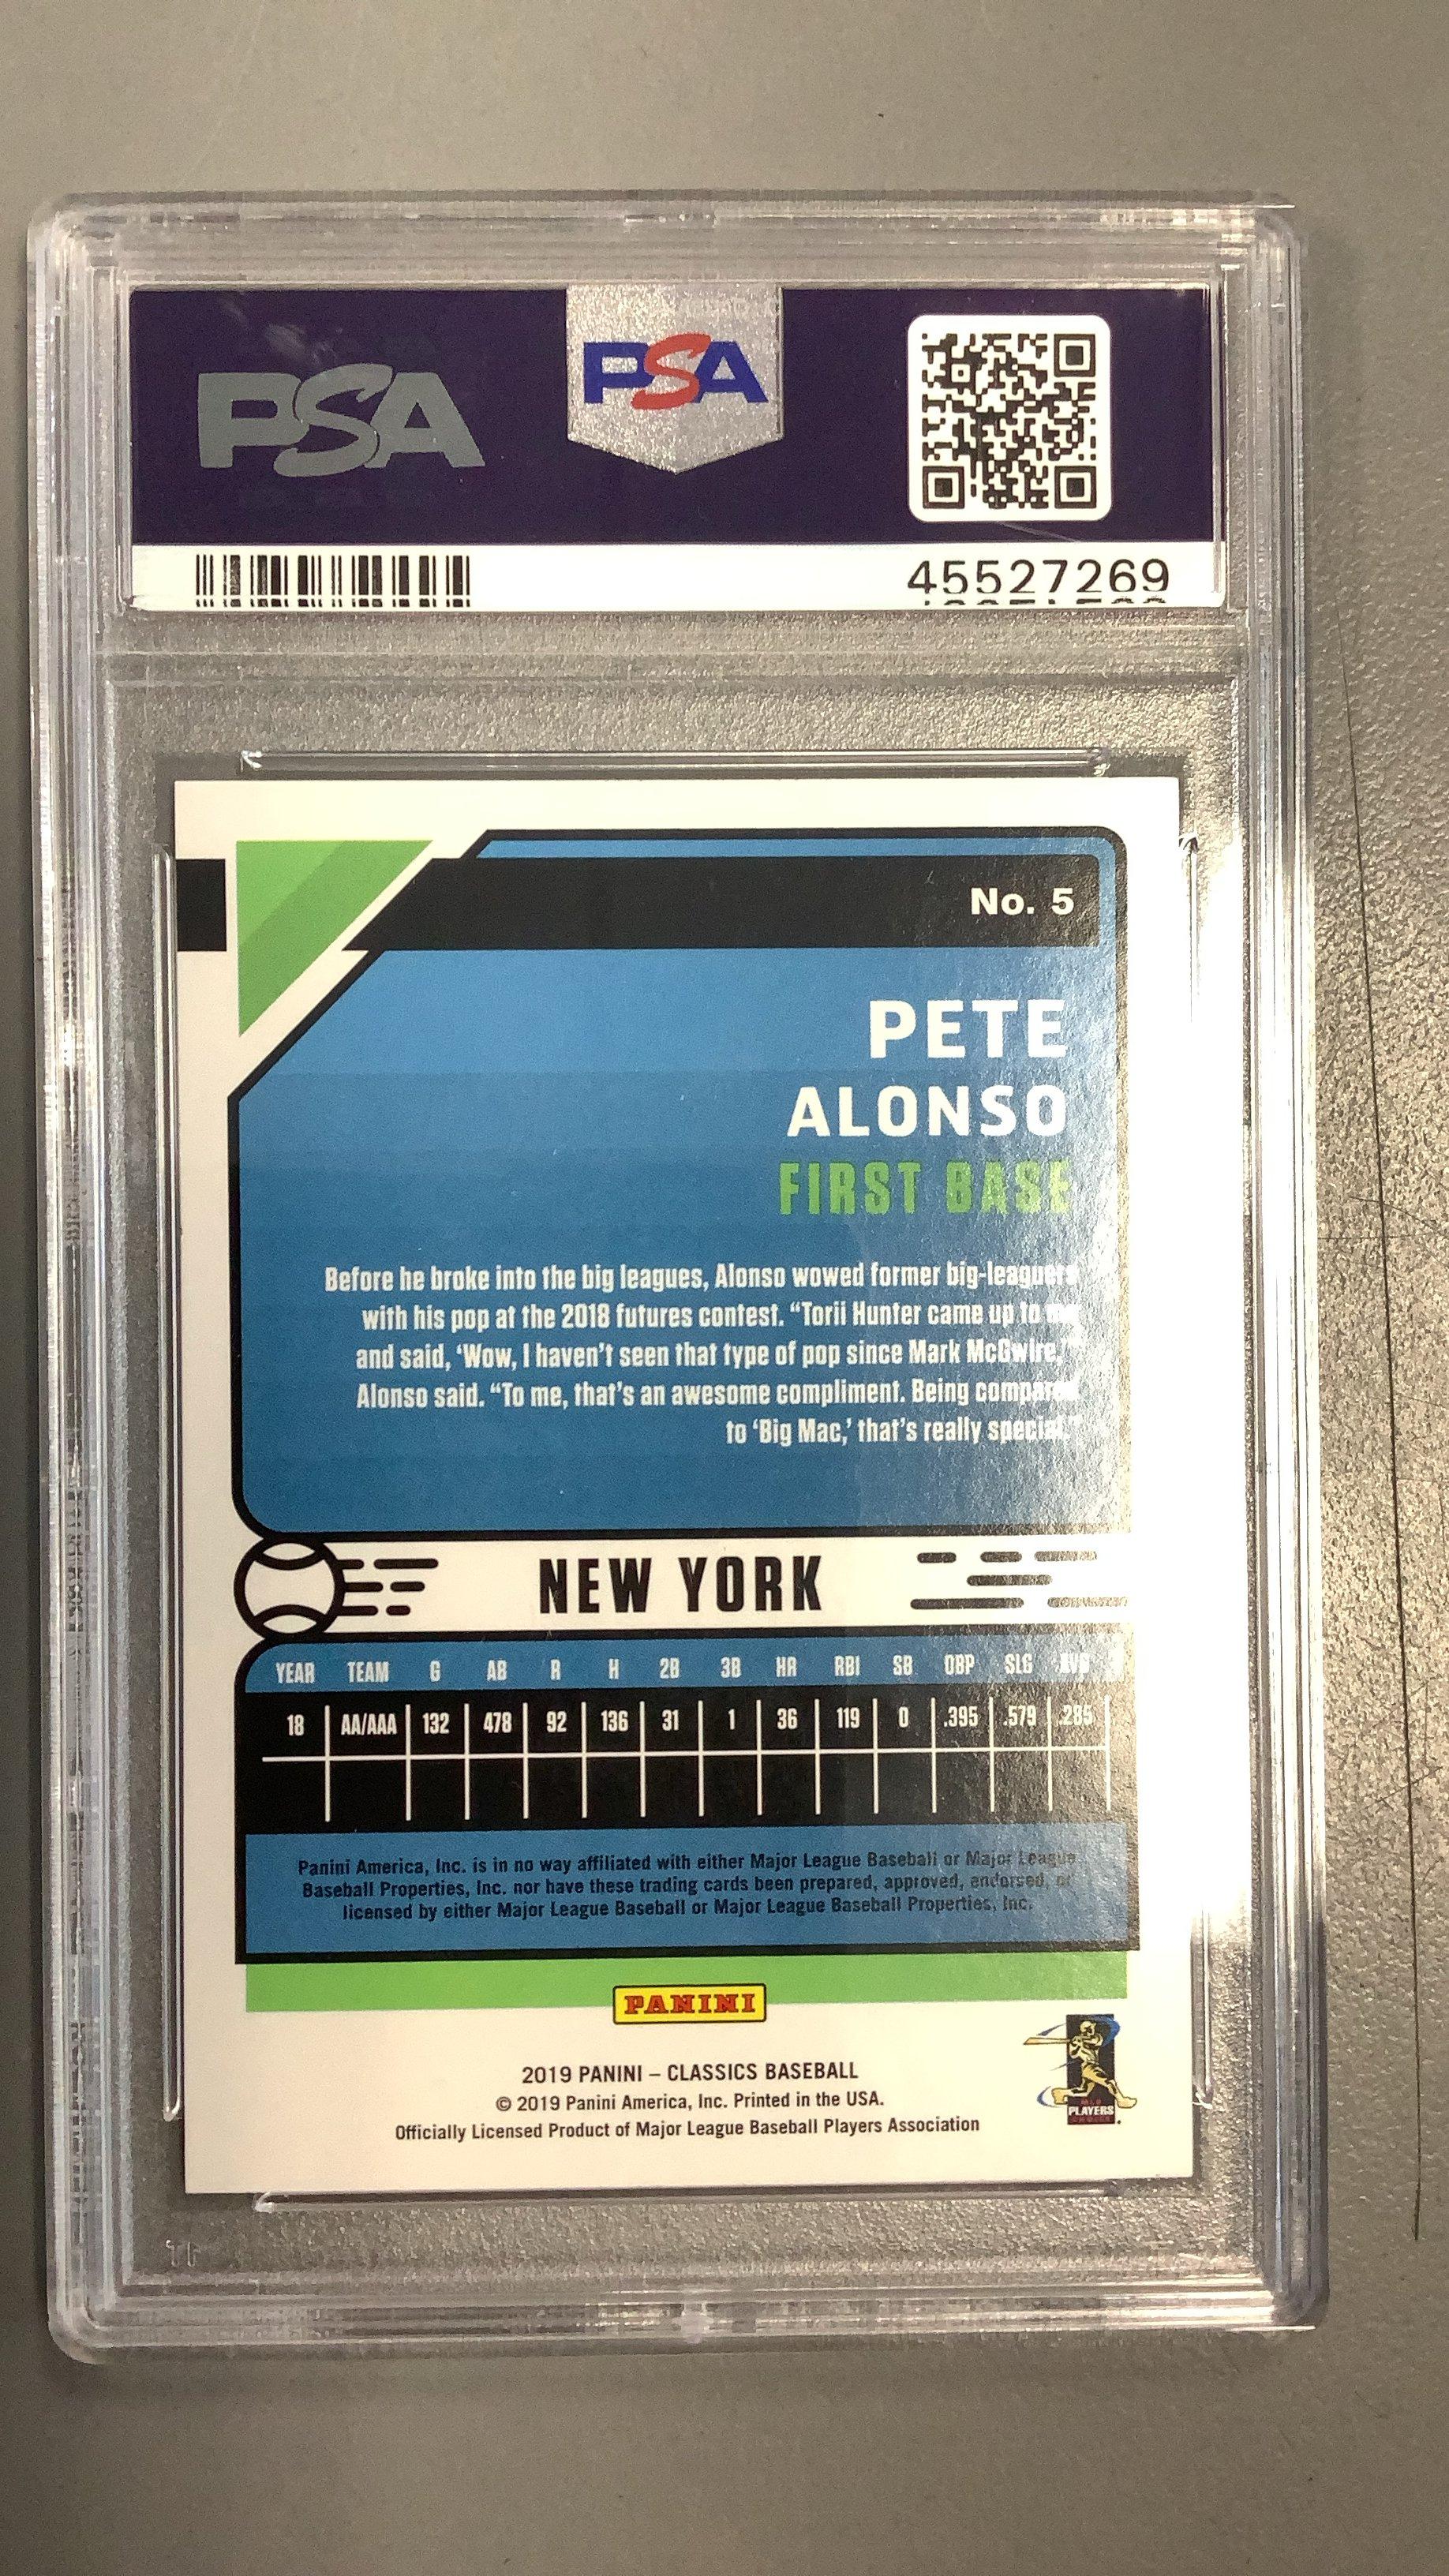 PSA
PSA
45527269
No. 5
PETE
ALONSO
FIRST BASE
Before he broke into the big leagues, Alonso wowed former big-leaguers
with his pop at the 2018 futures contest. “Torii Hunter came up to me
and said, ‘Wow, I haven’t seen that type of pop since Mark McGwire,’”
Alonso said. “To me, that’s an awesome compliment. Being compared
to ‘Big Mac,’ that’s really special.”
NEW YORK
YEAR TEAM G AB R H 2B 3B HR RBI SB OBP SLG AVG
18 AA/AAA 132 478 92 136 31 1 36 119 0 .395 .579 .285
Panini America, Inc. is in no way affiliated with either Major League Baseball or Major League
Baseball Properties, Inc. nor have these trading cards been prepared, approved, endorsed, or
licensed by either Major League Baseball or Major League Baseball Properties, Inc.
PANINI
2019 PANINI – CLASSICS BASEBALL
© 2019 Panini America, Inc. Printed in the USA.
Officially Licensed Product of Major League Baseball Players Association
PLAYERS